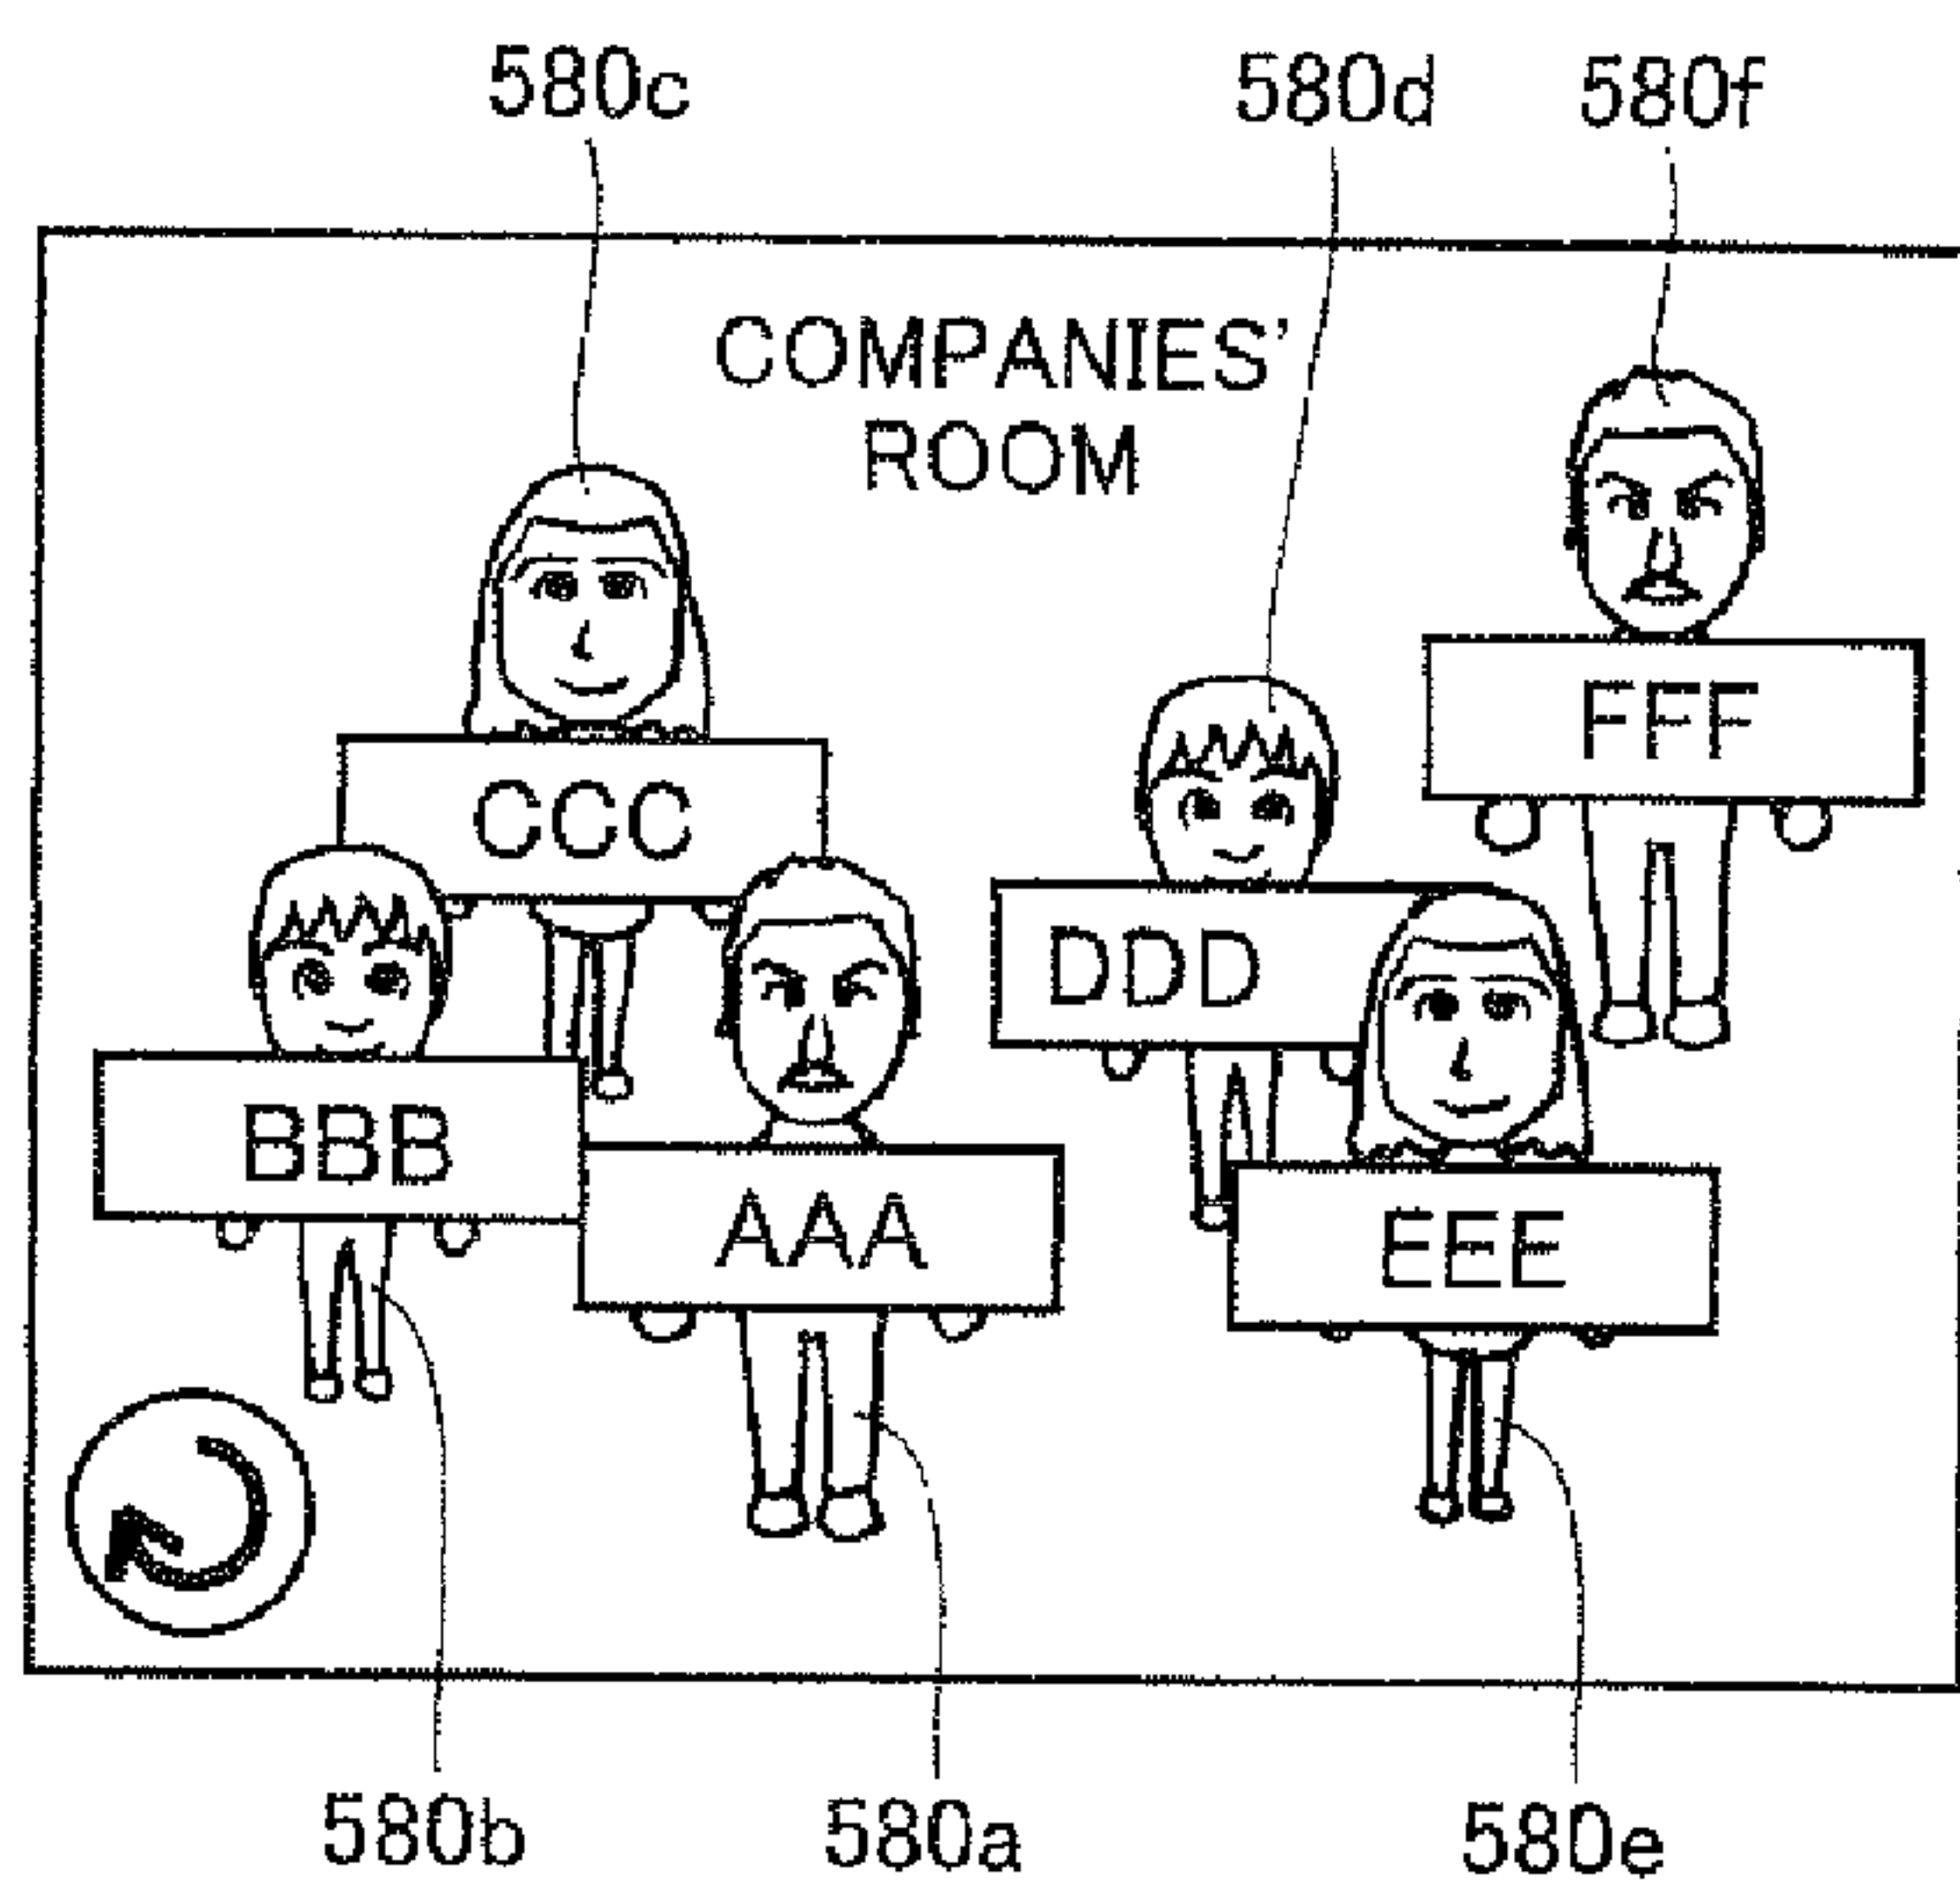 580c 580d 580f
COMPANIES'
ROOM
FFF
CCC
DDD
BBB
AAA
EEE
580b 580a 580e